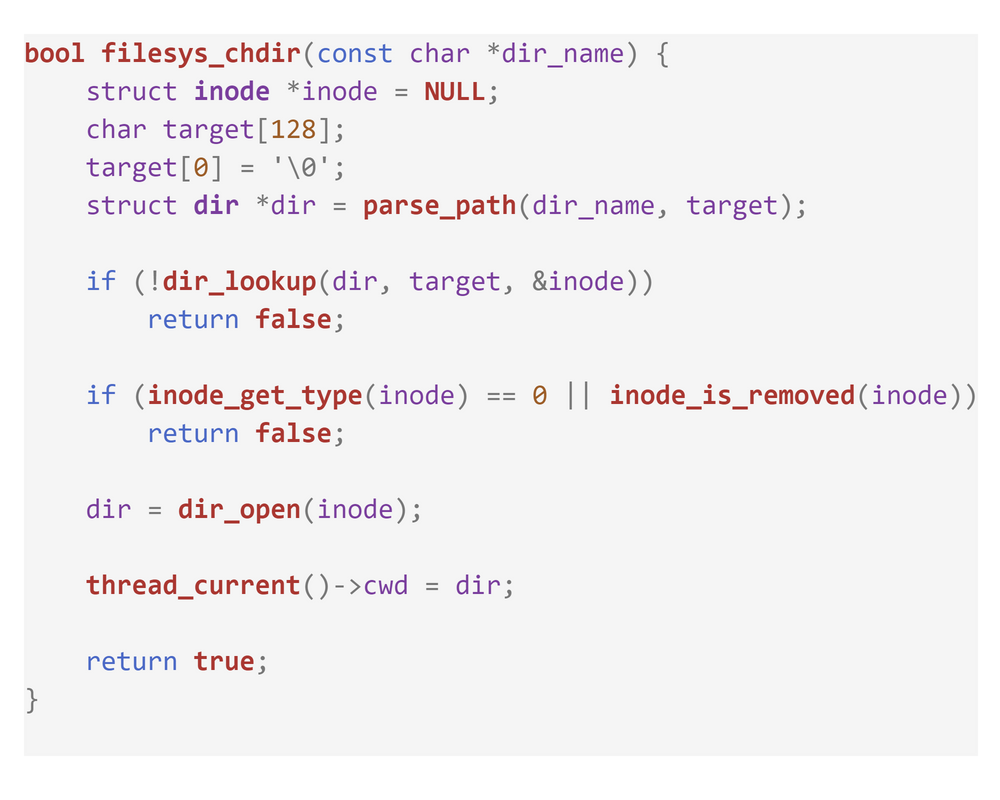 bool filesys_chdir(const char *dir_name) {
    struct inode *inode = NULL;
    char target[128];
    target[0] = '\0';
    struct dir *dir = parse_path(dir_name, target);

    if (!dir_lookup(dir, target, &inode))
        return false;

    if (inode_get_type(inode) == 0 || inode_is_removed(inode))
        return false;

    dir = dir_open(inode);

    thread_current()->cwd = dir;

    return true;
}